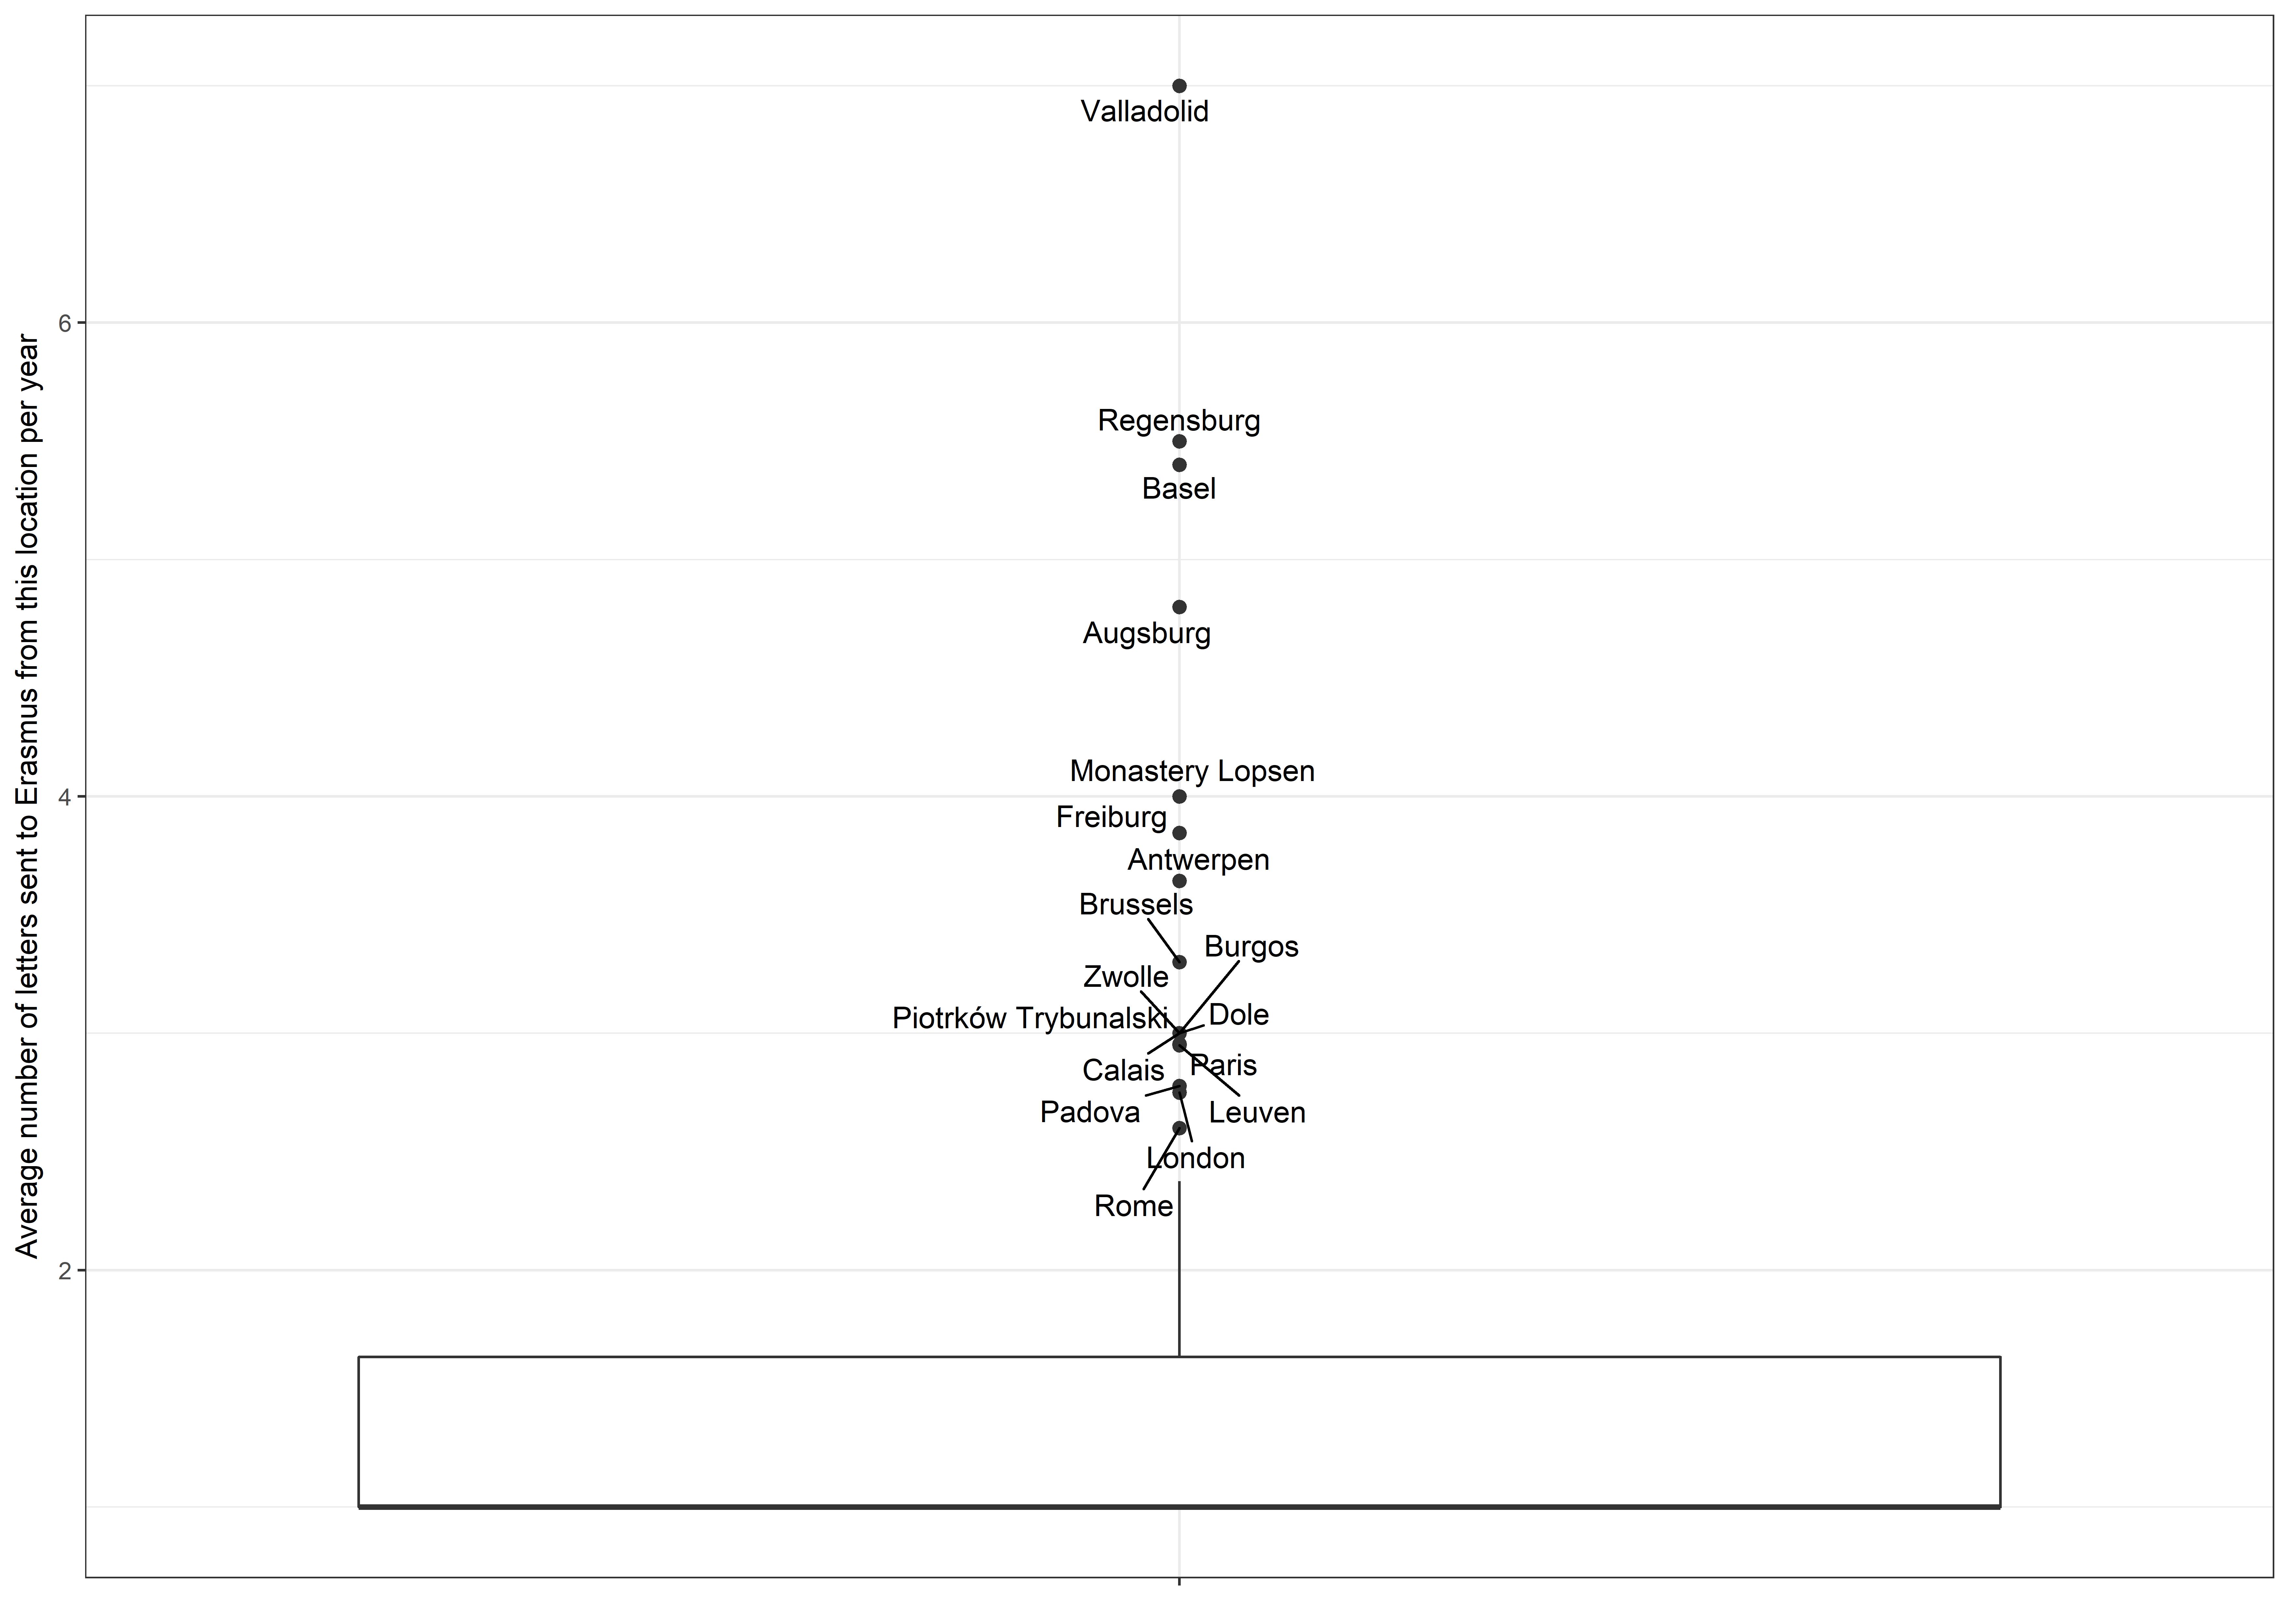 Average number of letters sent to Erasmus from this location per year
6
4
2
Valladolid
Regensburg
Basel
Augsburg
Monastery Lopsen
Freiburg
Antwerpen
Brussels
Burgos
Zwolle
Piotrków Trybunalski
Dole
Calais
Paris
Padova
Leuven
London
Rome